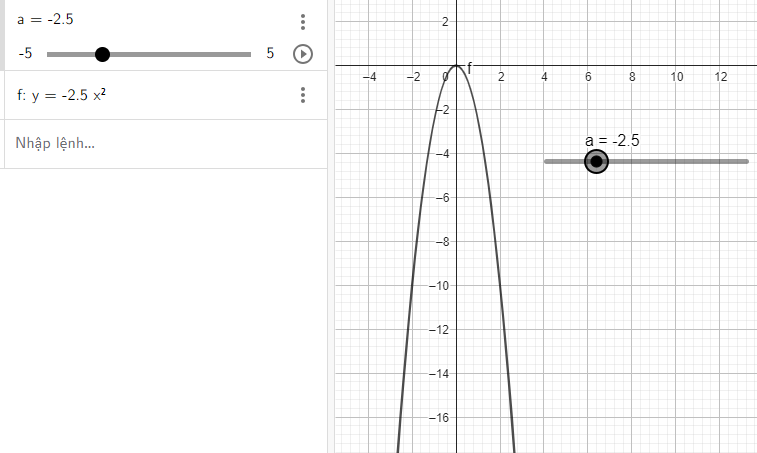 a = -2.5
-5 5
f: y = -2.5 x²
Nhập lệnh...
2
f
–4 –2 0 2 4 6 8 10 12
–2
a = -2.5
–4
–6
–8
–10
–12
–14
–16